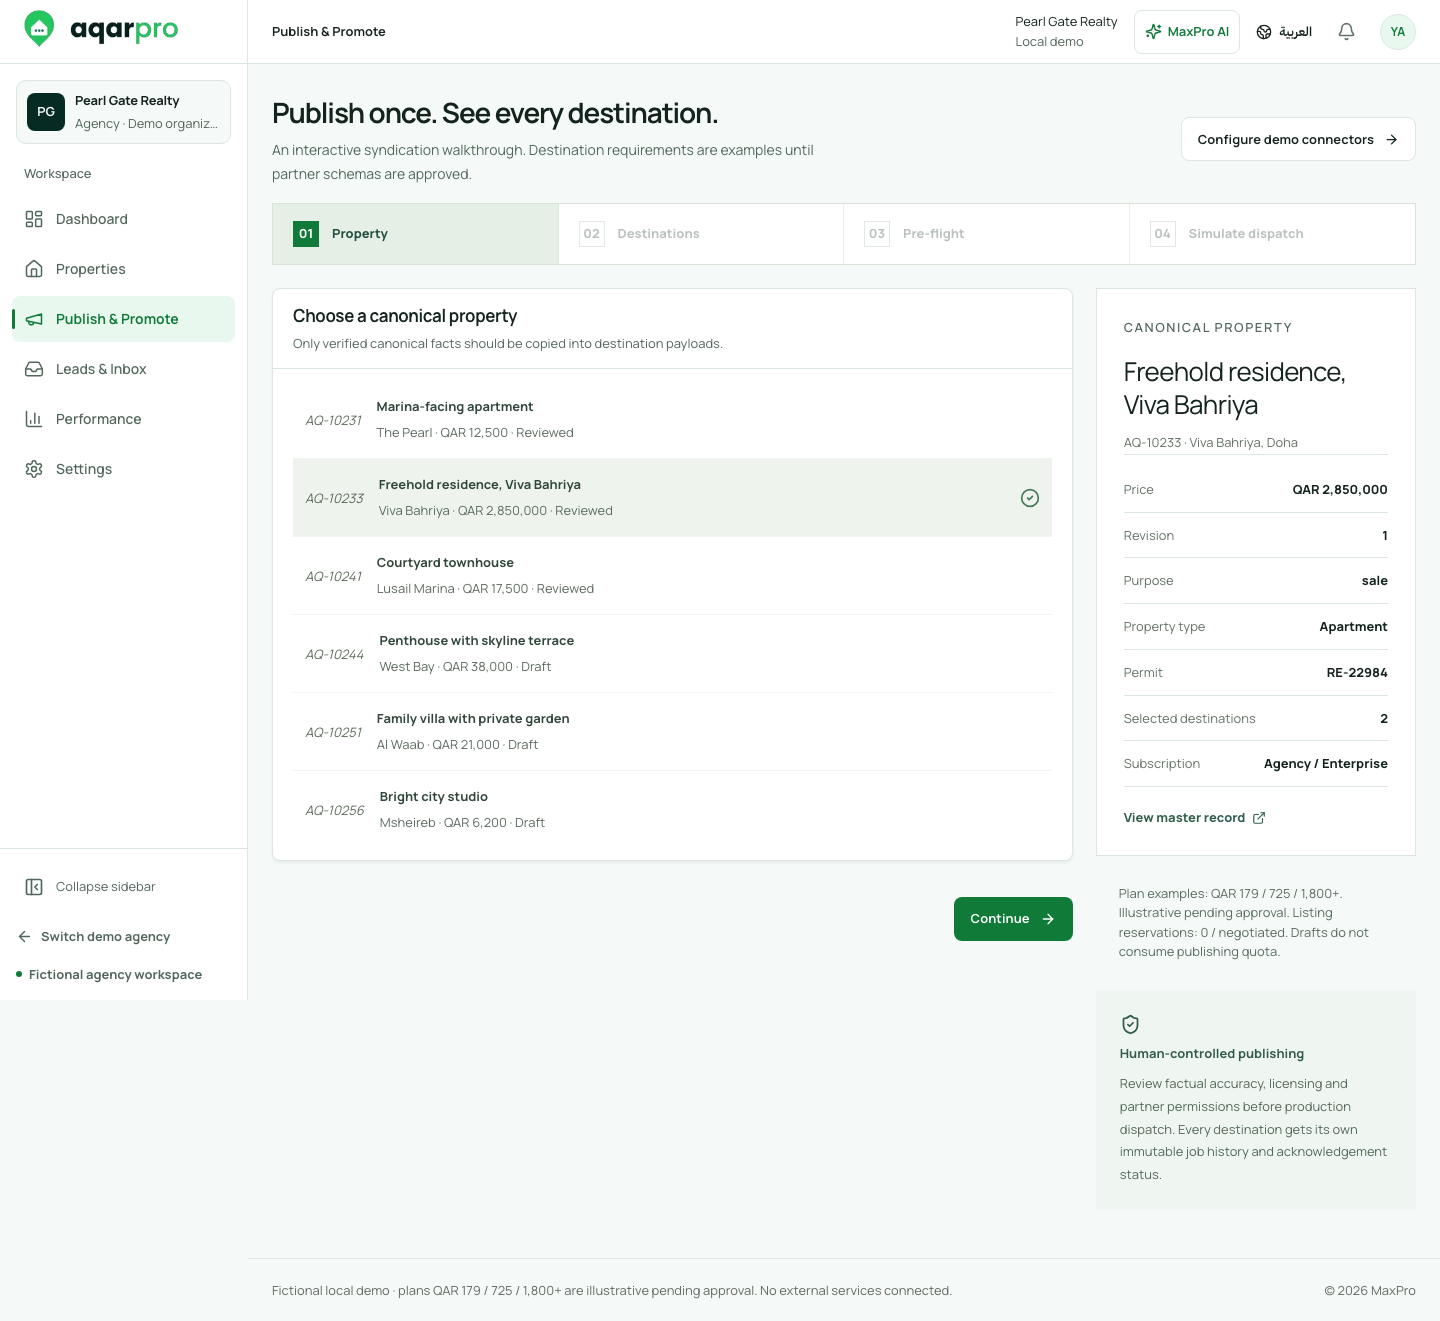 aqarpro
Publish & Promote
Pearl Gate Realty
Local demo
MaxPro AI
العربية
YA
PG
Pearl Gate Realty
Agency · Demo organiz...
Workspace
Dashboard
Properties
Publish & Promote
Leads & Inbox
Performance
Settings
Collapse sidebar
Switch demo agency
Fictional agency workspace
Publish once. See every destination.
An interactive syndication walkthrough. Destination requirements are examples until
partner schemas are approved.
Configure demo connectors
01 Property
02 Destinations
03 Pre-flight
04 Simulate dispatch
Choose a canonical property
Only verified canonical facts should be copied into destination payloads.
AQ-10231
Marina-facing apartment
The Pearl · QAR 12,500 · Reviewed
AQ-10233
Freehold residence, Viva Bahriya
Viva Bahriya · QAR 2,850,000 · Reviewed
AQ-10241
Courtyard townhouse
Lusail Marina · QAR 17,500 · Reviewed
AQ-10244
Penthouse with skyline terrace
West Bay · QAR 38,000 · Draft
AQ-10251
Family villa with private garden
Al Waab · QAR 21,000 · Draft
AQ-10256
Bright city studio
Msheireb · QAR 6,200 · Draft
Continue
CANONICAL PROPERTY
Freehold residence,
Viva Bahriya
AQ-10233 · Viva Bahriya, Doha
Price QAR 2,850,000
Revision 1
Purpose sale
Property type Apartment
Permit RE-22984
Selected destinations 2
Subscription Agency / Enterprise
View master record
Plan examples: QAR 179 / 725 / 1,800+.
Illustrative pending approval. Listing
reservations: 0 / negotiated. Drafts do not
consume publishing quota.
Human-controlled publishing
Review factual accuracy, licensing and
partner permissions before production
dispatch. Every destination gets its own
immutable job history and acknowledgement
status.
Fictional local demo · plans QAR 179 / 725 / 1,800+ are illustrative pending approval. No external services connected.
© 2026 MaxPro